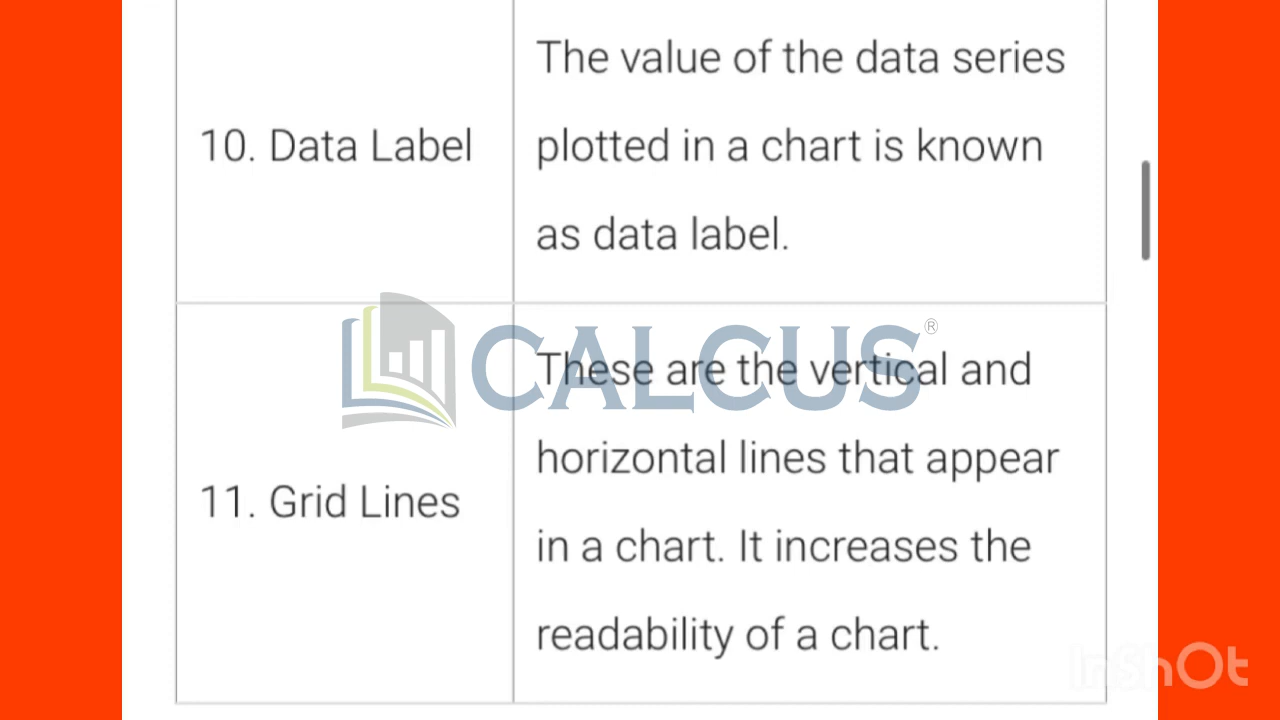 10. Data Label
The value of the data series
plotted in a chart is known
as data label.
CALCUS®
11. Grid Lines
These are the vertical and
horizontal lines that appear
in a chart. It increases the
readability of a chart.
InShOt